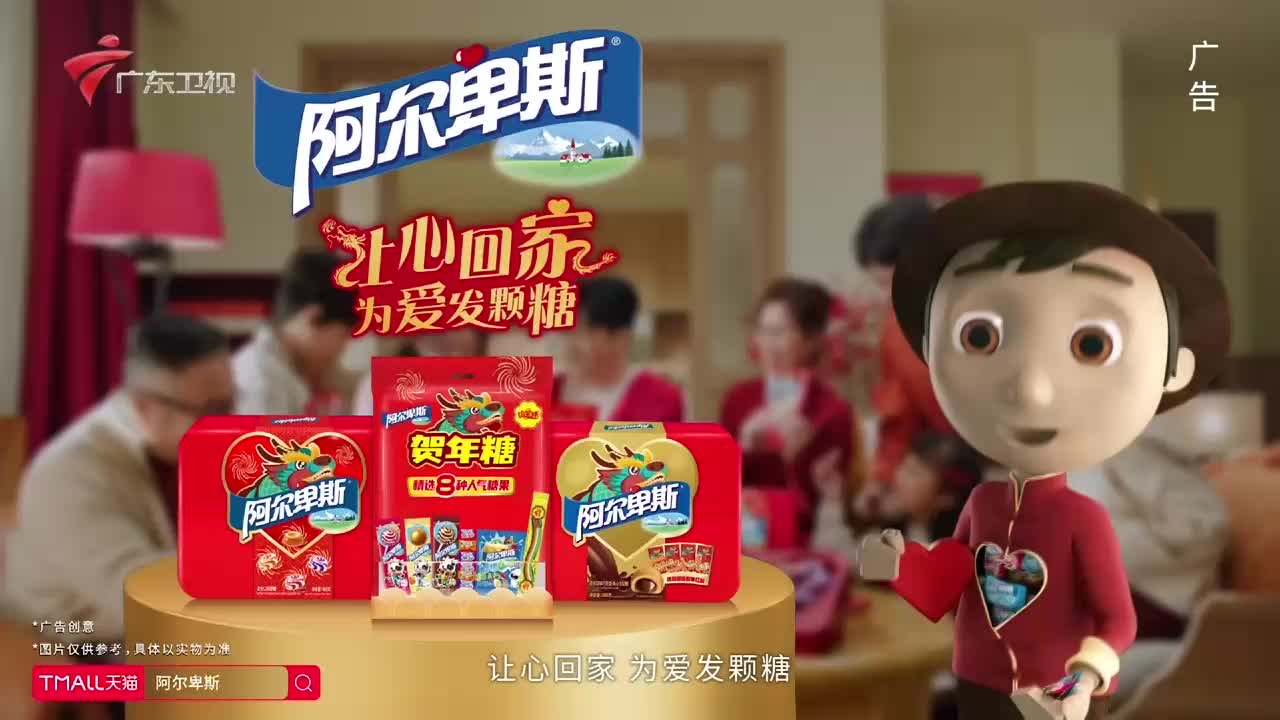 广东卫视
广告
阿尔卑斯®
让心回家
为爱发颗糖
阿尔卑斯
贺年糖
精选8种人气糖果
阿尔卑斯
阿尔卑斯
*广告创意
*图片仅供参考,具体以实物为准
TMALL天猫 阿尔卑斯
让心回家 为爱发颗糖